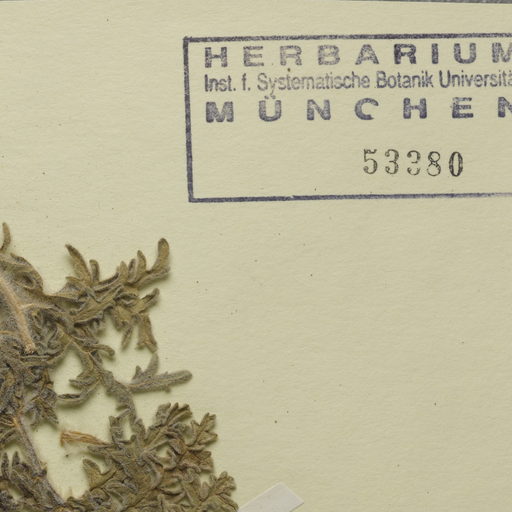 HERBARIUM
Inst. f. Systematische Botanik Universitä
MÜNCHEN
53380